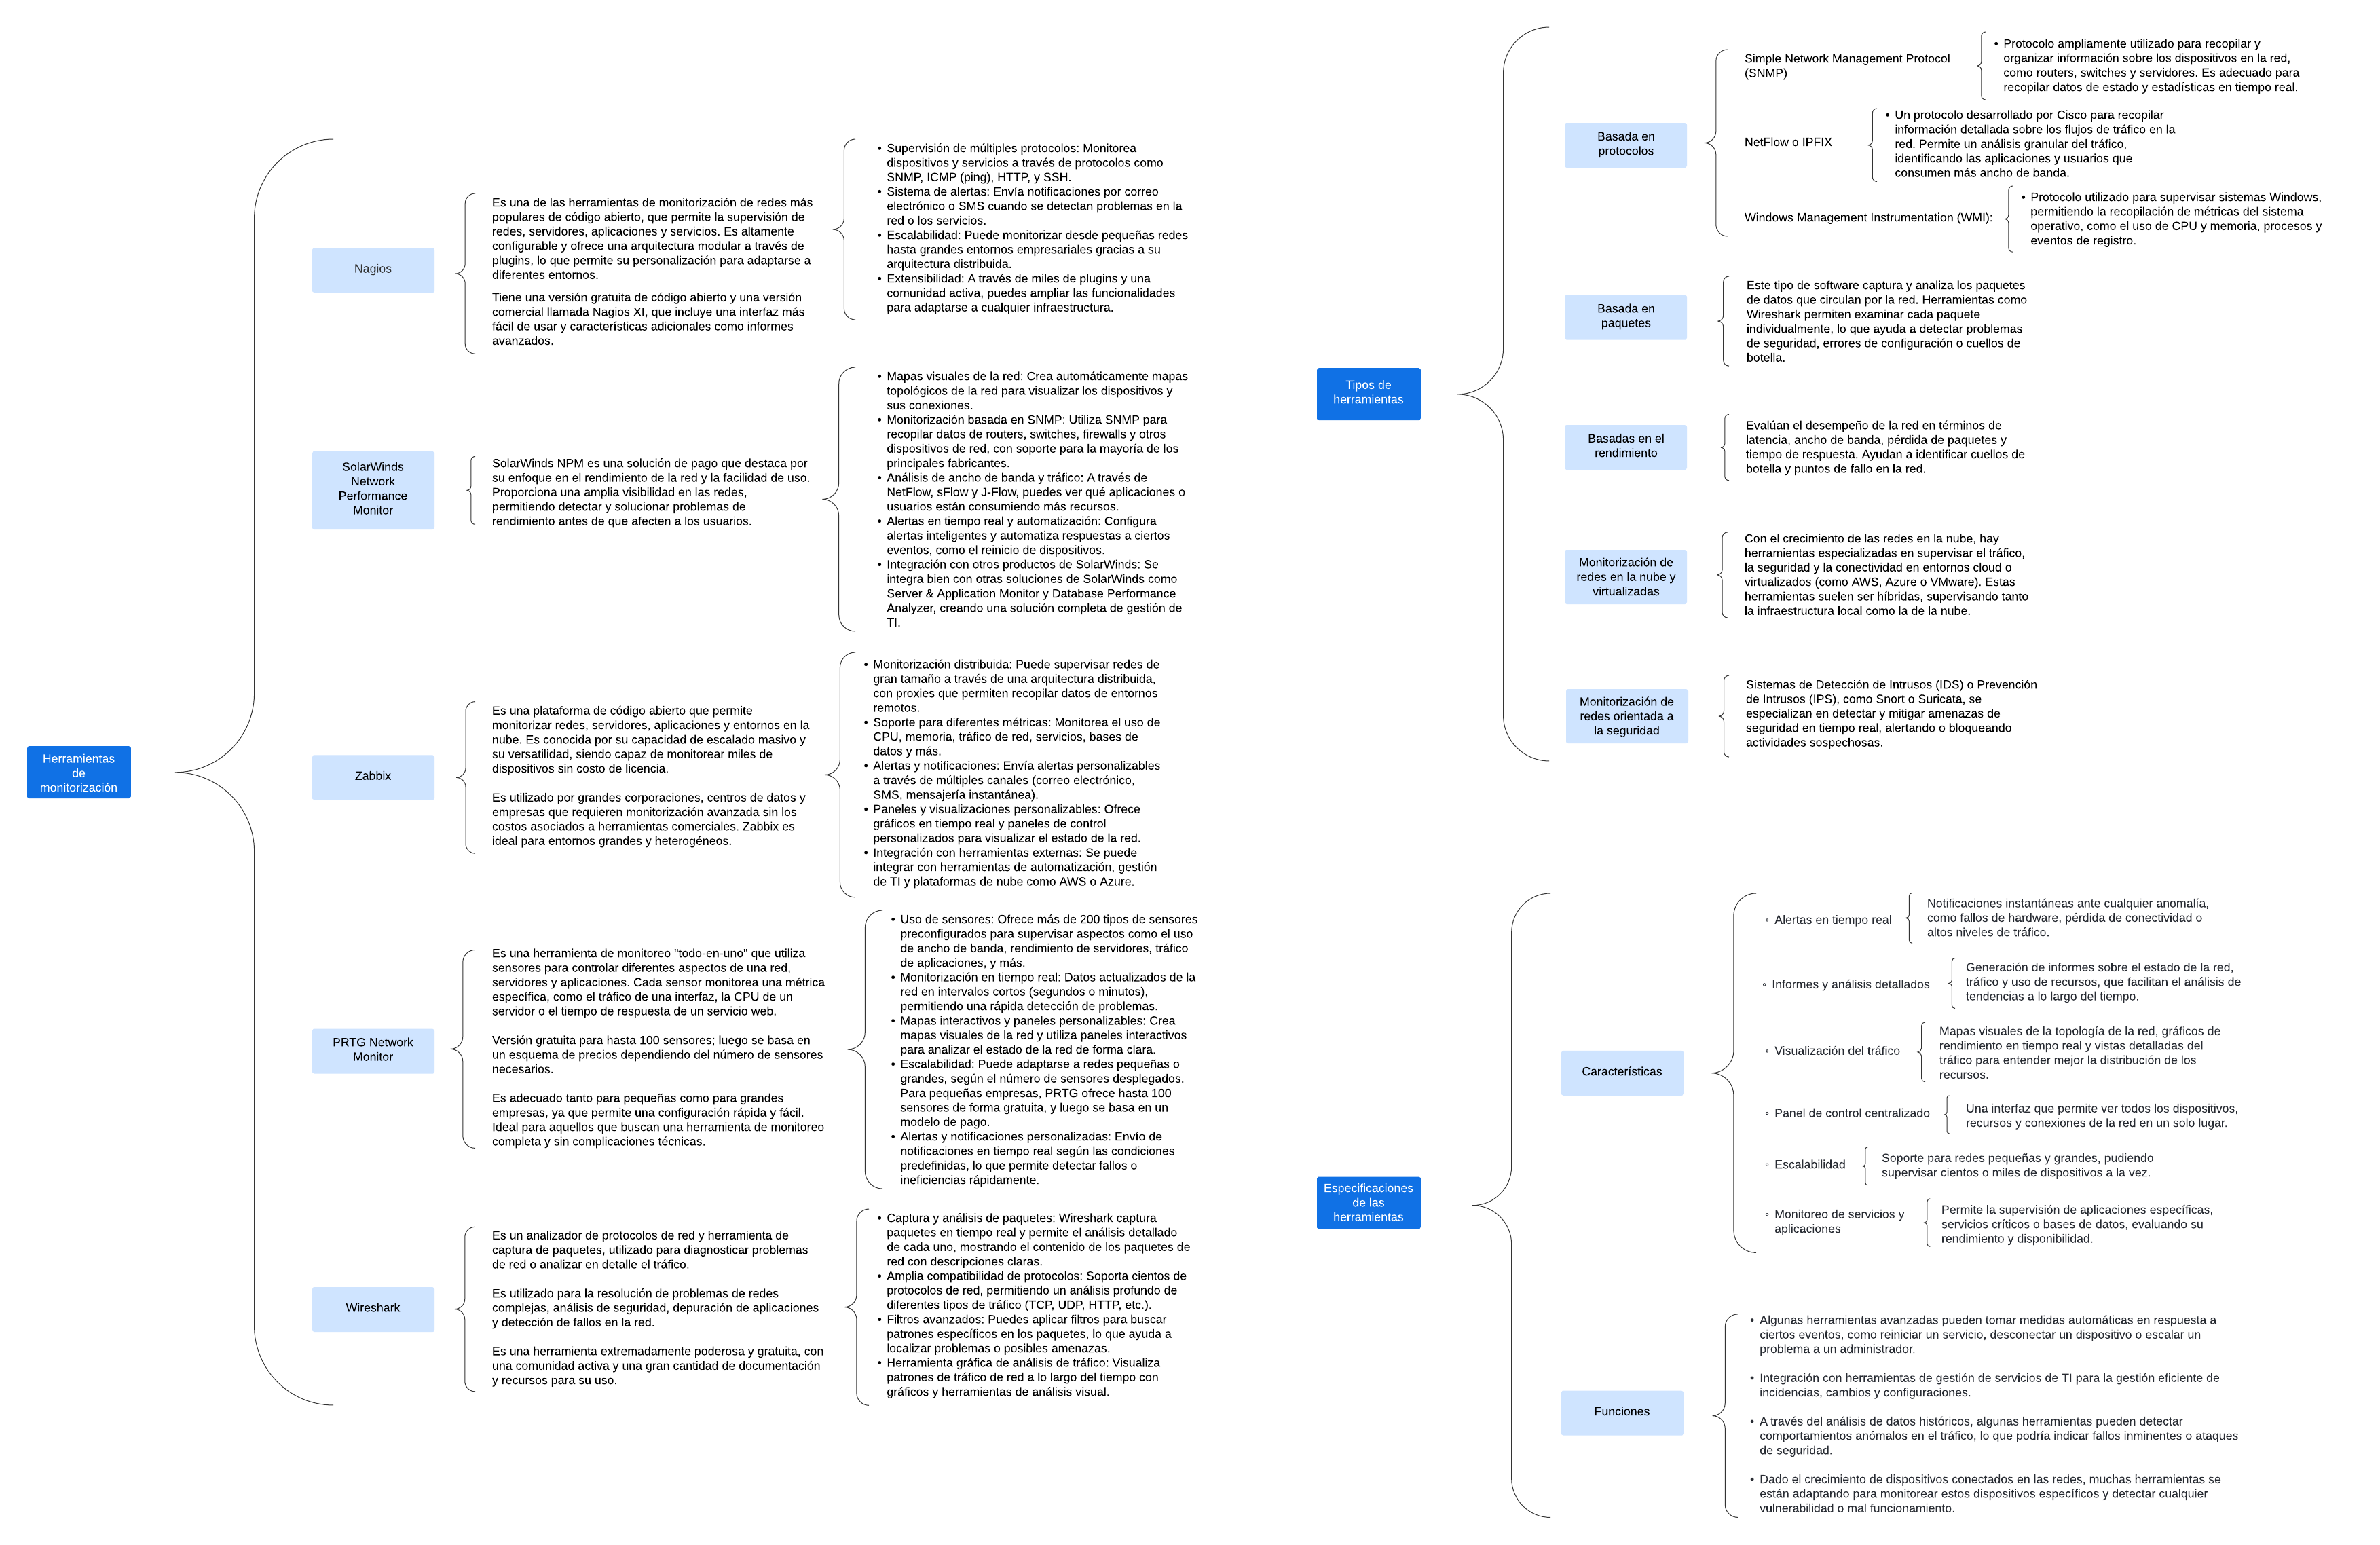 Herramientas
de
monitorización
Nagios
Es una de las herramientas de monitorización de redes más
populares de código abierto, que permite la supervisión de
redes, servidores, aplicaciones y servicios. Es altamente
configurable y ofrece una arquitectura modular a través de
plugins, lo que permite su personalización para adaptarse a
diferentes entornos.
Tiene una versión gratuita de código abierto y una versión
comercial llamada Nagios XI, que incluye una interfaz más
fácil de usar y características adicionales como informes
avanzados.
• Supervisión de múltiples protocolos: Monitorea
dispositivos y servicios a través de protocolos como
SNMP, ICMP (ping), HTTP, y SSH.
• Sistema de alertas: Envía notificaciones por correo
electrónico o SMS cuando se detectan problemas en la
red o los servicios.
• Escalabilidad: Puede monitorizar desde pequeñas redes
hasta grandes entornos empresariales gracias a su
arquitectura distribuida.
• Extensibilidad: A través de miles de plugins y una
comunidad activa, puedes ampliar las funcionalidades
para adaptarse a cualquier infraestructura.
SolarWinds
Network
Performance
Monitor
SolarWinds NPM es una solución de pago que destaca por
su enfoque en el rendimiento de la red y la facilidad de uso.
Proporciona una amplia visibilidad en las redes,
permitiendo detectar y solucionar problemas de
rendimiento antes de que afecten a los usuarios.
• Mapas visuales de la red: Crea automáticamente mapas
topológicos de la red para visualizar los dispositivos y
sus conexiones.
• Monitorización basada en SNMP: Utiliza SNMP para
recopilar datos de routers, switches, firewalls y otros
dispositivos de red, con soporte para la mayoría de los
principales fabricantes.
• Análisis de ancho de banda y tráfico: A través de
NetFlow, sFlow y J-Flow, puedes ver qué aplicaciones o
usuarios están consumiendo más recursos.
• Alertas en tiempo real y automatización: Configura
alertas inteligentes y automatiza respuestas a ciertos
eventos, como el reinicio de dispositivos.
• Integración con otros productos de SolarWinds: Se
integra bien con otras soluciones de SolarWinds como
Server & Application Monitor y Database Performance
Analyzer, creando una solución completa de gestión de
TI.
Zabbix
Es una plataforma de código abierto que permite
monitorizar redes, servidores, aplicaciones y entornos en la
nube. Es conocida por su capacidad de escalado masivo y
su versatilidad, siendo capaz de monitorear miles de
dispositivos sin costo de licencia.
Es utilizado por grandes corporaciones, centros de datos y
empresas que requieren monitorización avanzada sin los
costos asociados a herramientas comerciales. Zabbix es
ideal para entornos grandes y heterogéneos.
• Monitorización distribuida: Puede supervisar redes de
gran tamaño a través de una arquitectura distribuida,
con proxies que permiten recopilar datos de entornos
remotos.
• Soporte para diferentes métricas: Monitorea el uso de
CPU, memoria, tráfico de red, servicios, bases de
datos y más.
• Alertas y notificaciones: Envía alertas personalizables
a través de múltiples canales (correo electrónico,
SMS, mensajería instantánea).
• Paneles y visualizaciones personalizables: Ofrece
gráficos en tiempo real y paneles de control
personalizados para visualizar el estado de la red.
• Integración con herramientas externas: Se puede
integrar con herramientas de automatización, gestión
de TI y plataformas de nube como AWS o Azure.
PRTG Network
Monitor
Es una herramienta de monitoreo "todo-en-uno" que utiliza
sensores para controlar diferentes aspectos de una red,
servidores y aplicaciones. Cada sensor monitorea una métrica
específica, como el tráfico de una interfaz, la CPU de un
servidor o el tiempo de respuesta de un servicio web.
Versión gratuita para hasta 100 sensores; luego se basa en
un esquema de precios dependiendo del número de sensores
necesarios.
Es adecuado tanto para pequeñas como para grandes
empresas, ya que permite una configuración rápida y fácil.
Ideal para aquellos que buscan una herramienta de monitoreo
completa y sin complicaciones técnicas.
• Uso de sensores: Ofrece más de 200 tipos de sensores
preconfigurados para supervisar aspectos como el uso
de ancho de banda, rendimiento de servidores, tráfico
de aplicaciones, y más.
• Monitorización en tiempo real: Datos actualizados de la
red en intervalos cortos (segundos o minutos),
permitiendo una rápida detección de problemas.
• Mapas interactivos y paneles personalizables: Crea
mapas visuales de la red y utiliza paneles interactivos
para analizar el estado de la red de forma clara.
• Escalabilidad: Puede adaptarse a redes pequeñas o
grandes, según el número de sensores desplegados.
Para pequeñas empresas, PRTG ofrece hasta 100
sensores de forma gratuita, y luego se basa en un
modelo de pago.
• Alertas y notificaciones personalizadas: Envío de
notificaciones en tiempo real según las condiciones
predefinidas, lo que permite detectar fallos o
ineficiencias rápidamente.
Wireshark
Es un analizador de protocolos de red y herramienta de
captura de paquetes, utilizado para diagnosticar problemas
de red o analizar en detalle el tráfico.
Es utilizado para la resolución de problemas de redes
complejas, análisis de seguridad, depuración de aplicaciones
y detección de fallos en la red.
Es una herramienta extremadamente poderosa y gratuita, con
una comunidad activa y una gran cantidad de documentación
y recursos para su uso.
• Captura y análisis de paquetes: Wireshark captura
paquetes en tiempo real y permite el análisis detallado
de cada uno, mostrando el contenido de los paquetes de
red con descripciones claras.
• Amplia compatibilidad de protocolos: Soporta cientos de
protocolos de red, permitiendo un análisis profundo de
diferentes tipos de tráfico (TCP, UDP, HTTP, etc.).
• Filtros avanzados: Puedes aplicar filtros para buscar
patrones específicos en los paquetes, lo que ayuda a
localizar problemas o posibles amenazas.
• Herramienta gráfica de análisis de tráfico: Visualiza
patrones de tráfico de red a lo largo del tiempo con
gráficos y herramientas de análisis visual.
Tipos de
herramientas
Basada en
protocolos
Simple Network Management Protocol
(SNMP)
• Protocolo ampliamente utilizado para recopilar y
organizar información sobre los dispositivos en la red,
como routers, switches y servidores. Es adecuado para
recopilar datos de estado y estadísticas en tiempo real.
NetFlow o IPFIX
• Un protocolo desarrollado por Cisco para recopilar
información detallada sobre los flujos de tráfico en la
red. Permite un análisis granular del tráfico,
identificando las aplicaciones y usuarios que
consumen más ancho de banda.
Windows Management Instrumentation (WMI):
• Protocolo utilizado para supervisar sistemas Windows,
permitiendo la recopilación de métricas del sistema
operativo, como el uso de CPU y memoria, procesos y
eventos de registro.
Basada en
paquetes
Este tipo de software captura y analiza los paquetes
de datos que circulan por la red. Herramientas como
Wireshark permiten examinar cada paquete
individualmente, lo que ayuda a detectar problemas
de seguridad, errores de configuración o cuellos de
botella.
Basadas en el
rendimiento
Evalúan el desempeño de la red en términos de
latencia, ancho de banda, pérdida de paquetes y
tiempo de respuesta. Ayudan a identificar cuellos de
botella y puntos de fallo en la red.
Monitorización de
redes en la nube y
virtualizadas
Con el crecimiento de las redes en la nube, hay
herramientas especializadas en supervisar el tráfico,
la seguridad y la conectividad en entornos cloud o
virtualizados (como AWS, Azure o VMware). Estas
herramientas suelen ser híbridas, supervisando tanto
la infraestructura local como la de la nube.
Monitorización de
redes orientada a
la seguridad
Sistemas de Detección de Intrusos (IDS) o Prevención
de Intrusos (IPS), como Snort o Suricata, se
especializan en detectar y mitigar amenazas de
seguridad en tiempo real, alertando o bloqueando
actividades sospechosas.
Especificaciones
de las
herramientas
Características
◦ Alertas en tiempo real
Notificaciones instantáneas ante cualquier anomalía,
como fallos de hardware, pérdida de conectividad o
altos niveles de tráfico.
◦ Informes y análisis detallados
Generación de informes sobre el estado de la red,
tráfico y uso de recursos, que facilitan el análisis de
tendencias a lo largo del tiempo.
◦ Visualización del tráfico
Mapas visuales de la topología de la red, gráficos de
rendimiento en tiempo real y vistas detalladas del
tráfico para entender mejor la distribución de los
recursos.
◦ Panel de control centralizado
Una interfaz que permite ver todos los dispositivos,
recursos y conexiones de la red en un solo lugar.
◦ Escalabilidad
Soporte para redes pequeñas y grandes, pudiendo
supervisar cientos o miles de dispositivos a la vez.
◦ Monitoreo de servicios y
aplicaciones
Permite la supervisión de aplicaciones específicas,
servicios críticos o bases de datos, evaluando su
rendimiento y disponibilidad.
Funciones
• Algunas herramientas avanzadas pueden tomar medidas automáticas en respuesta a
ciertos eventos, como reiniciar un servicio, desconectar un dispositivo o escalar un
problema a un administrador.
• Integración con herramientas de gestión de servicios de TI para la gestión eficiente de
incidencias, cambios y configuraciones.
• A través del análisis de datos históricos, algunas herramientas pueden detectar
comportamientos anómalos en el tráfico, lo que podría indicar fallos inminentes o ataques
de seguridad.
• Dado el crecimiento de dispositivos conectados en las redes, muchas herramientas se
están adaptando para monitorear estos dispositivos específicos y detectar cualquier
vulnerabilidad o mal funcionamiento.